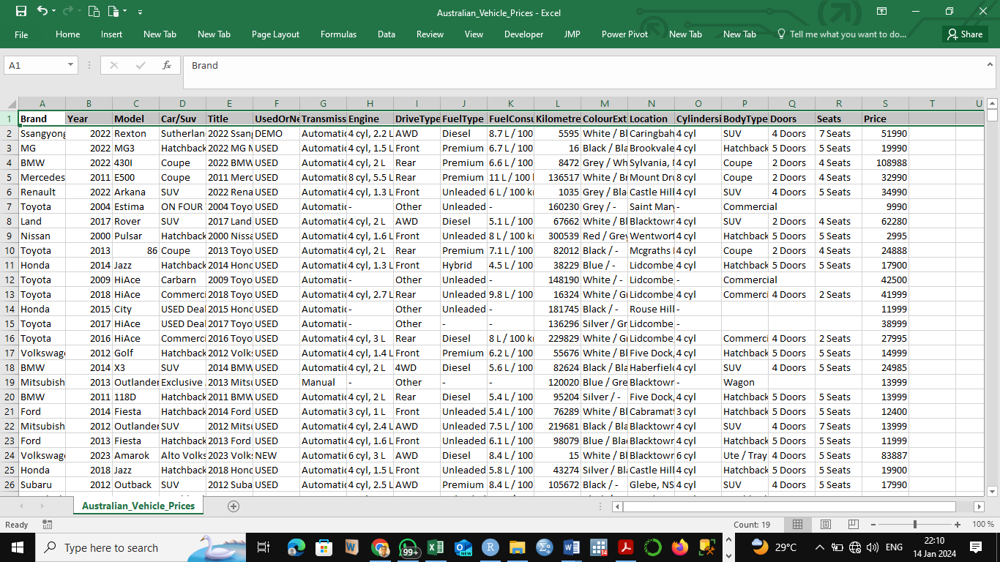 Australian_Vehicle_Prices - Excel
File Home Insert New Tab New Tab Page Layout Formulas Data Review View Developer JMP Power Pivot New Tab New Tab Tell me what you want to do... Share
A1 fx Brand
A B C D E F G H I J K L M N O P Q R S T U
1 Brand Year Model Car/Suv Title UsedOrNe Transmiss Engine DriveType FuelType FuelConsu Kilometre ColourExt Location Cylindersi BodyType Doors Seats Price
2 Ssangyong 2022 Rexton Sutherlan 2022 Ssang DEMO Automatic 4 cyl, 2.2 L AWD Diesel 8.7 L / 100 5595 White / Bl Caringbah 4 cyl SUV 4 Doors 7 Seats 51990
3 MG 2022 MG3 Hatchback 2022 MG M USED Automatic 4 cyl, 1.5 L Front Premium 6.7 L / 100 16 Black / Bla Brookvale 4 cyl Hatchback 5 Doors 5 Seats 19990
4 BMW 2022 430I Coupe 2022 BMW USED Automatic 4 cyl, 2 L Rear Premium 6.6 L / 100 8472 Grey / Wh Sylvania, 4 cyl Coupe 2 Doors 4 Seats 108988
5 Mercedes 2011 E500 Coupe 2011 Merc USED Automatic 8 cyl, 5.5 L Rear Premium 11 L / 100 136517 White / Br Mount Dru 8 cyl Coupe 2 Doors 4 Seats 32990
6 Renault 2022 Arkana SUV 2022 Rena USED Automatic 4 cyl, 1.3 L Front Unleaded 6 L / 100 k 1035 Grey / Bla Castle Hill 4 cyl SUV 4 Doors 5 Seats 34990
7 Toyota 2004 Estima ON FOUR 2004 Toyo USED Automatic - Other Unleaded - 160230 Grey / - Saint Mary - Commercial 9990
8 Land 2017 Rover SUV 2017 Land USED Automatic 4 cyl, 2 L AWD Diesel 5.1 L / 100 67662 White / Bl Blacktown 4 cyl SUV 2 Doors 4 Seats 62280
9 Nissan 2000 Pulsar Hatchback 2000 Nissa USED Automatic 4 cyl, 1.6 L Front Unleaded 8 L / 100 k 300539 Red / Grey Wentwort 4 cyl Hatchback 5 Doors 5 Seats 2995
10 Toyota 2013 86 Coupe 2013 Toyo USED Automatic 4 cyl, 2 L Rear Premium 7.1 L / 100 82012 Black / - Mcgraths 4 cyl Coupe 2 Doors 4 Seats 24888
11 Honda 2014 Jazz Hatchback 2014 Hond USED Automatic 4 cyl, 1.3 L Front Hybrid 4.5 L / 100 38229 Blue / - Lidcombe, 4 cyl Hatchback 5 Doors 5 Seats 17900
12 Toyota 2009 HiAce Carbarn 2009 Toyo USED Automatic - Other Unleaded - 148190 White / - Lidcombe, - Commercial 42500
13 Toyota 2018 HiAce Commerci 2018 Toyo USED Automatic 4 cyl, 2.7 L Rear Unleaded 9.8 L / 100 16324 White / Gr Lidcombe, 4 cyl Commerci 4 Doors 2 Seats 41999
14 Honda 2015 City USED Deal 2015 Hond USED Automatic - Other Unleaded - 181745 Black / - Rouse Hill - 11999
15 Toyota 2017 HiAce USED Deal 2017 Toyo USED Automatic - Other - - 136296 Silver / Gr Lidcombe, - 38999
16 Toyota 2016 HiAce Commerci 2016 Toyo USED Automatic 4 cyl, 3 L Rear Diesel 8 L / 100 k 229829 White / Gr Lidcombe, 4 cyl Commerci 4 Doors 2 Seats 27995
17 Volkswage 2012 Golf Hatchback 2012 Volks USED Automatic 4 cyl, 1.4 L Front Premium 6.2 L / 100 55676 White / Bl Five Dock, 4 cyl Hatchback 5 Doors 5 Seats 14999
18 BMW 2014 X3 SUV 2014 BMW USED Automatic 4 cyl, 2 L 4WD Diesel 5.6 L / 100 82624 Black / Bla Haberfield 4 cyl SUV 4 Doors 5 Seats 24985
19 Mitsubish 2013 Outlander Exclusive 2013 Mitsu USED Manual - Other - - 120020 Blue / Gre Blacktown - Wagon 13999
20 BMW 2011 118D Hatchback 2011 BMW USED Automatic 4 cyl, 2 L Rear Diesel 5.4 L / 100 95204 Silver / - Five Dock, 4 cyl Hatchback 5 Doors 5 Seats 13999
21 Ford 2014 Fiesta Hatchback 2014 Ford USED Automatic 3 cyl, 1 L Front Unleaded 5.4 L / 100 76289 White / Bl Cabramatt 3 cyl Hatchback 5 Doors 5 Seats 12400
22 Mitsubish 2012 Outlander SUV 2012 Mitsu USED Automatic 4 cyl, 2.4 L AWD Unleaded 7.5 L / 100 219681 Black / Bla Blacktown 4 cyl SUV 4 Doors 7 Seats 13999
23 Ford 2013 Fiesta Hatchback 2013 Ford USED Automatic 4 cyl, 1.6 L Front Unleaded 6.1 L / 100 98079 Blue / Blac Blacktown 4 cyl Hatchback 5 Doors 5 Seats 11999
24 Volkswage 2023 Amarok Alto Volks 2023 Volks NEW Automatic 6 cyl, 3 L AWD Diesel 8.4 L / 100 15 White / Bl Blacktown 6 cyl Ute / Tray 4 Doors 5 Seats 83887
25 Honda 2018 Jazz Hatchback 2018 Hond USED Automatic 4 cyl, 1.5 L Front Unleaded 5.8 L / 100 43274 Silver / Bla Castle Hill 4 cyl Hatchback 5 Doors 5 Seats 19900
26 Subaru 2012 Outback SUV 2012 Suba USED Automatic 4 cyl, 2.5 L AWD Premium 8.4 L / 100 105672 Black / - Glebe, NS 4 cyl SUV 4 Doors 5 Seats 17990
Australian_Vehicle_Prices
Ready Count: 19 100 %
Type here to search 99+ NEW 29°C ENG 22:10
14 Jan 2024